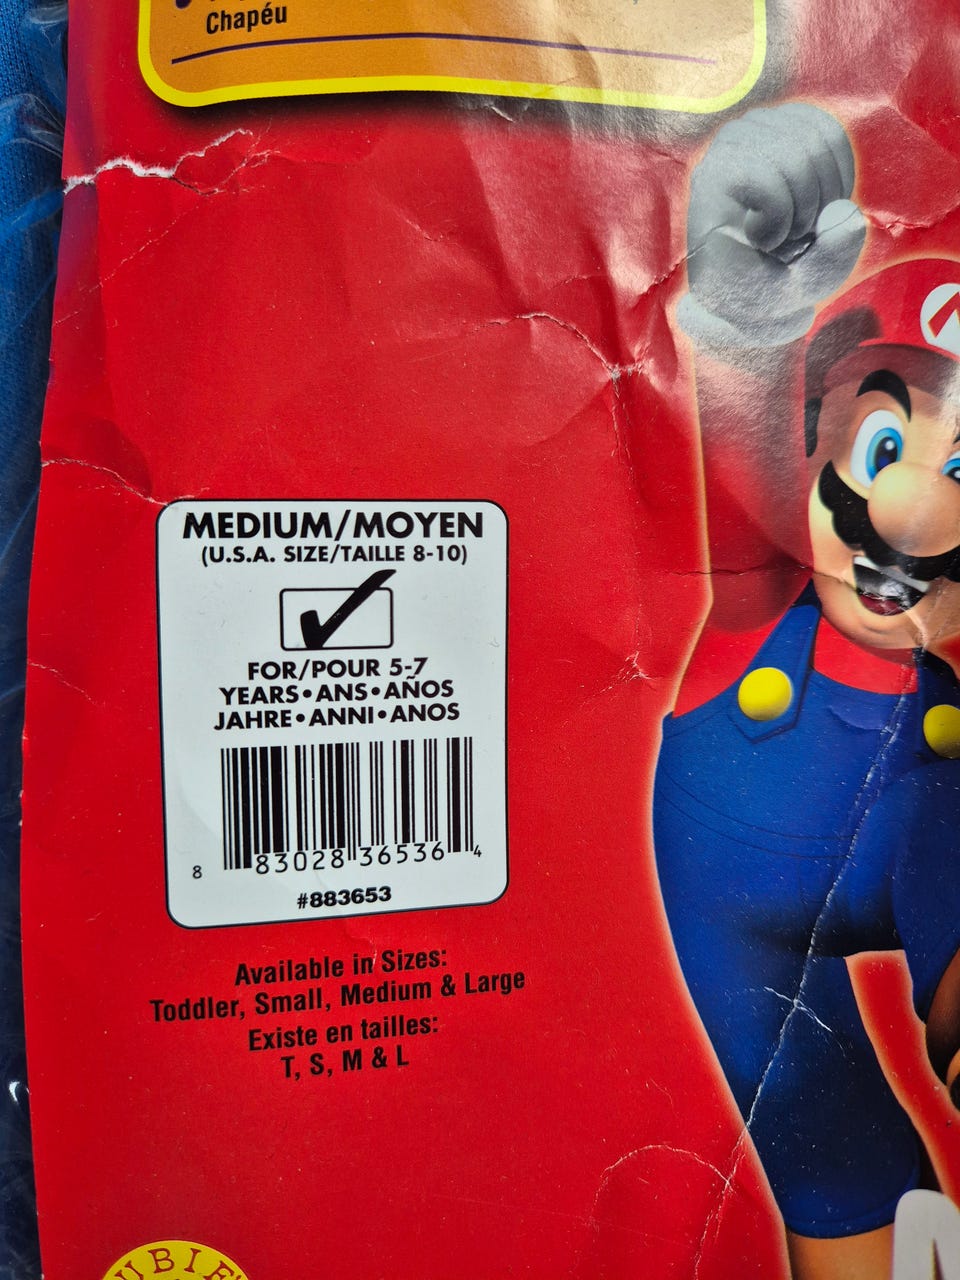 Chapéu
MEDIUM/MOYEN
(U.S.A. SIZE/TAILLE 8-10)
FOR/POUR 5-7
YEARS•ANS•AÑOS
JAHRE•ANNI•ANOS
8 83028 36536 4
#883653
Available in Sizes:
Toddler, Small, Medium & Large
Existe en tailles:
T, S, M & L